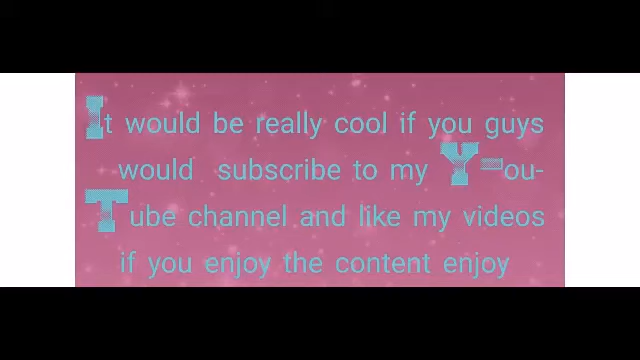 It would be really cool if you guys
would subscribe to my Y-ou-
Tube channel and like my videos
if you enjoy the content enjoy